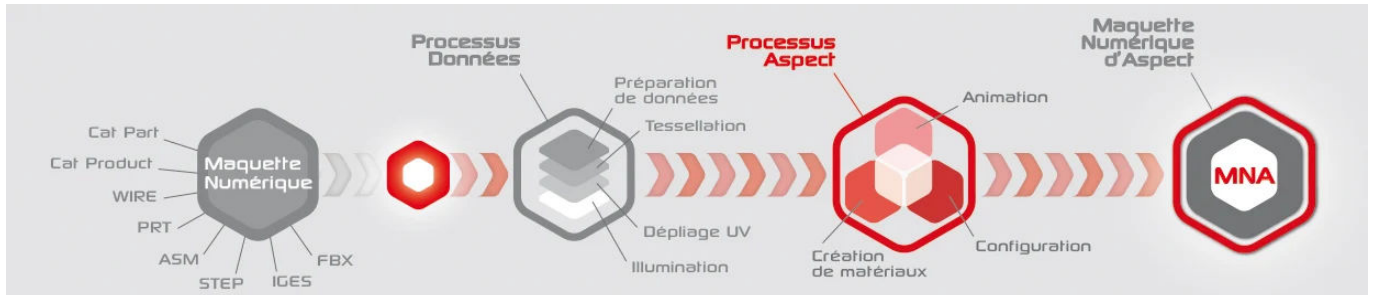 Cat Part
Cat Product
WIRE
PRT
ASM
STEP
IGES
FBX
Maquette
Numérique
Processus
Données
Préparation
de données
Tessellation
Dépliage UV
Illumination
Processus
Aspect
Animation
Création
de matériaux
Configuration
Maquette
Numérique
d'Aspect
MNA